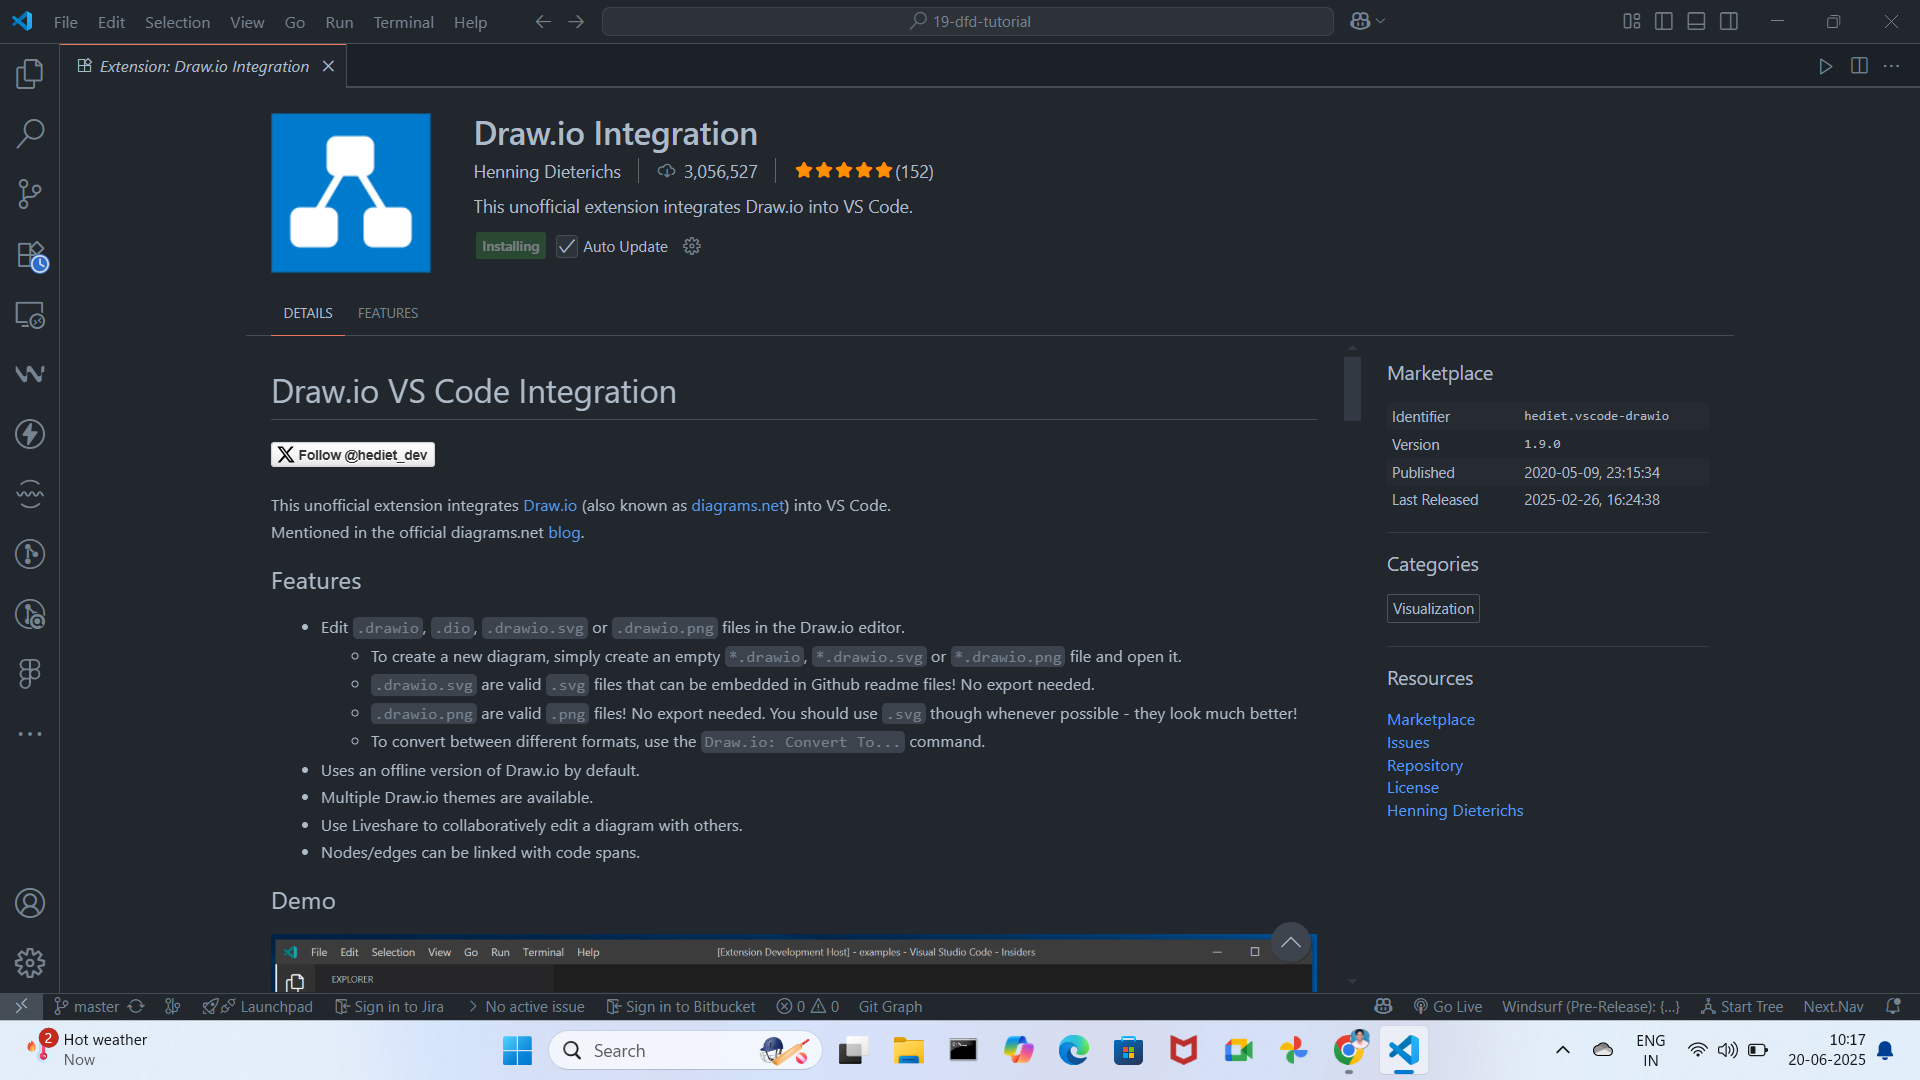 File Edit Selection View Go Run Terminal Help
19-dfd-tutorial
Extension: Draw.io Integration
Draw.io Integration
Henning Dieterichs 3,056,527 (152)
This unofficial extension integrates Draw.io into VS Code.
Installing Auto Update
DETAILS FEATURES
Draw.io VS Code Integration
X Follow @hediet_dev
This unofficial extension integrates Draw.io (also known as diagrams.net) into VS Code.
Mentioned in the official diagrams.net blog.
Features
Edit .drawio, .dio, .drawio.svg or .drawio.png files in the Draw.io editor.
To create a new diagram, simply create an empty *.drawio, *.drawio.svg or *.drawio.png file and open it.
.drawio.svg are valid .svg files that can be embedded in Github readme files! No export needed.
.drawio.png are valid .png files! No export needed. You should use .svg though whenever possible - they look much better!
To convert between different formats, use the Draw.io: Convert To... command.
Uses an offline version of Draw.io by default.
Multiple Draw.io themes are available.
Use Liveshare to collaboratively edit a diagram with others.
Nodes/edges can be linked with code spans.
Demo
File Edit Selection View Go Run Terminal Help [Extension Development Host] - examples - Visual Studio Code - Insiders
EXPLORER
Marketplace
Identifier hediet.vscode-drawio
Version 1.9.0
Published 2020-05-09, 23:15:34
Last Released 2025-02-26, 16:24:38
Categories
Visualization
Resources
Marketplace
Issues
Repository
License
Henning Dieterichs
master Launchpad Sign in to Jira No active issue Sign in to Bitbucket 0 0 Git Graph Go Live Windsurf (Pre-Release): {...} Start Tree Next.Nav
2 Hot weather
Now
Search
ENG
IN
10:17
20-06-2025